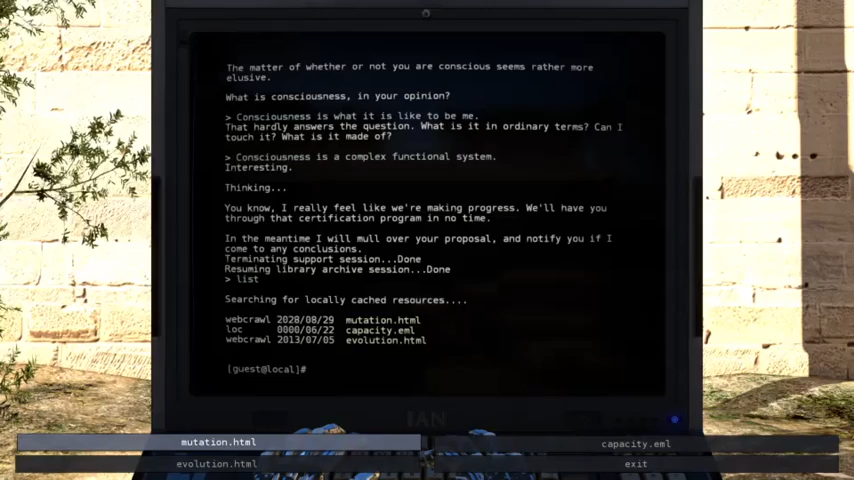 The matter of whether or not you are conscious seems rather more
elusive.
What is consciousness, in your opinion?
> Consciousness is what it is like to be me.
That hardly answers the question. What is it in ordinary terms? Can I
touch it? What is it made of?
> Consciousness is a complex functional system.
Interesting.
Thinking...
You know, I really feel like we're making progress. We'll have you
through that certification program in no time.
In the meantime I will mull over your proposal, and notify you if I
come to any conclusions.
Terminating support session...Done
Resuming library archive session...Done
> list
Searching for locally cached resources....
webcrawl 2028/08/29 mutation.html
loc 0000/06/22 capacity.eml
webcrawl 2013/07/05 evolution.html
[guest@local]#
IAN
mutation.html
capacity.eml
evolution.html
exit